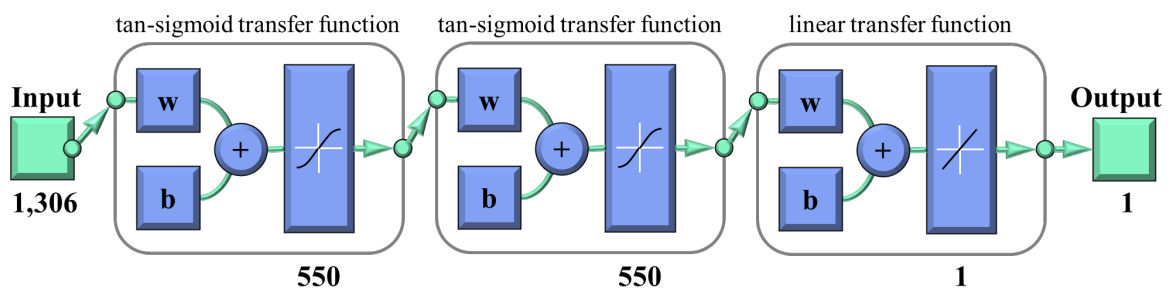 tan-sigmoid transfer function
tan-sigmoid transfer function
linear transfer function
Input
w
b
+
w
b
+
w
b
+
Output
1,306
550
550
1
1